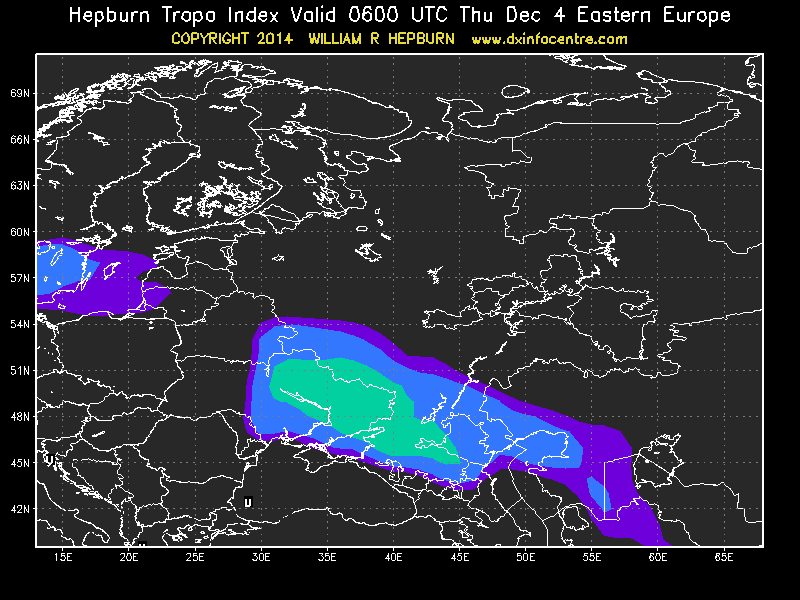 Hepburn Tropo Index Valid 0600 UTC Thu Dec 4 Eastern Europe
COPYRIGHT 2014 WILLIAM R HEPBURN www.dxinfocentre.com
69N
66N
63N
60N
57N
54N
51N
48N
45N
42N
U
U
15E 20E 25E 30E 35E 40E 45E 50E 55E 60E 65E